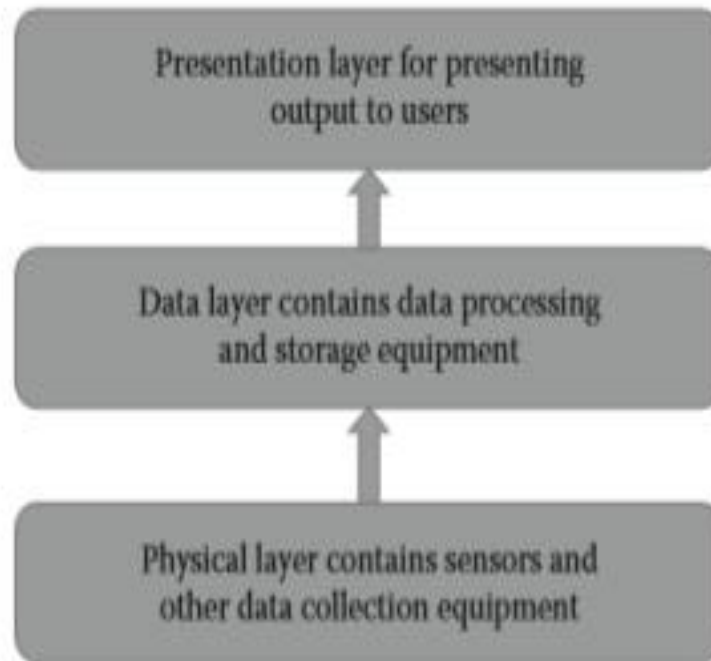 Presentation layer for presenting
output to users
Data layer contains data processing
and storage equipment
Physical layer contains sensors and
other data collection equipment